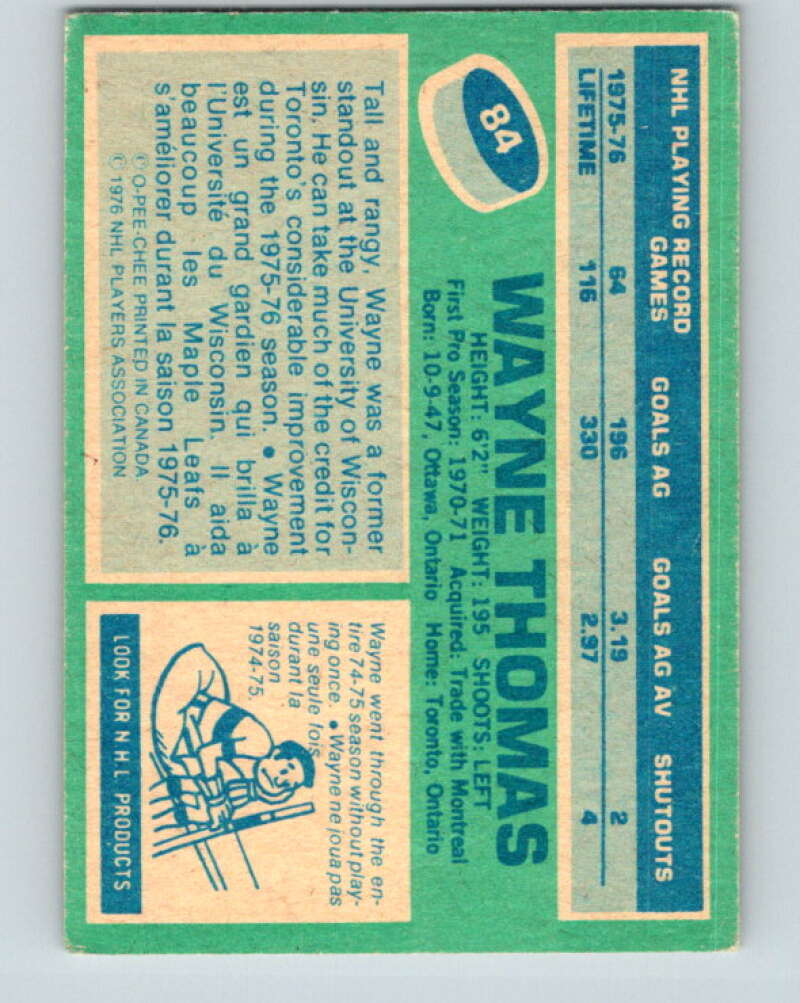 NHL PLAYING RECORD
GAMES GOALS AG GOALS AG AV SHUTOUTS
1975-76 64 196 3.19 2
LIFETIME 116 330 2.97 4
84
WAYNE THOMAS
HEIGHT: 6'2" WEIGHT: 195 SHOOTS: LEFT
First Pro Season: 1970-71 Acquired: Trade with Montreal
Born: 10-9-47, Ottawa, Ontario Home: Toronto, Ontario
Tall and rangy, Wayne was a former
standout at the University of Wiscon-
sin. He can take much of the credit for
Toronto's considerable improvement
during the 1975-76 season. • Wayne
est un grand gardien qui brilla à
l'Université du Wisconsin. Il aida
beaucoup les Maple Leafs à
s'améliorer durant la saison 1975-76.
© O-PEE-CHEE PRINTED IN CANADA
© 1976 NHL PLAYERS ASSOCIATION
Wayne went through the en-
tire 74-75 season without play-
ing once. • Wayne ne joua pas
une seule fois
durant la
saison
1974-75.
LOOK FOR N.H.L. PRODUCTS